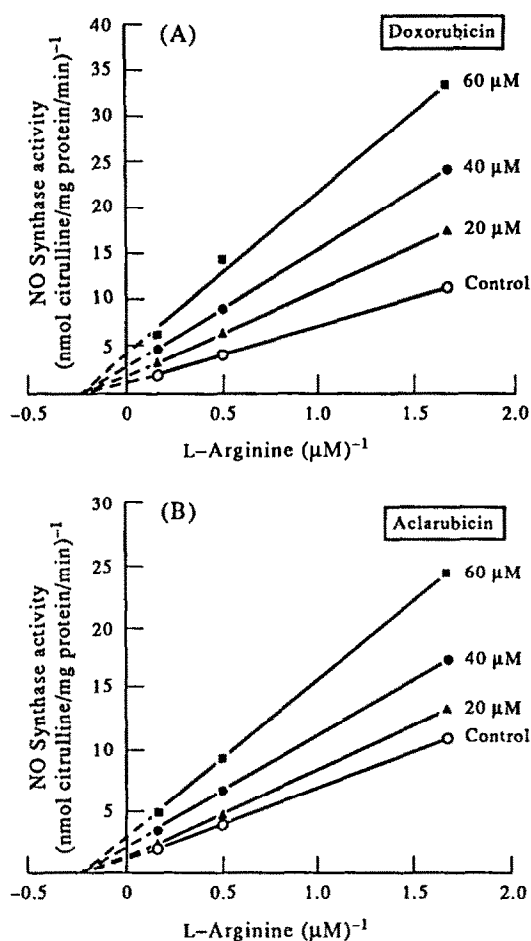 (A)
Doxorubicin
NO Synthase activity
(nmol citrulline/mg protein/min)⁻¹
40
35
30
25
20
15
10
5
60 µM
40 µM
20 µM
Control
−0.5
0
0.5
1.0
1.5
2.0
L−Arginine (µM)⁻¹
(B)
Aclarubicin
NO Synthase activity
(nmol citrulline/mg protein/min)⁻¹
30
25
20
15
10
5
60 µM
40 µM
20 µM
Control
−0.5
0
0.5
1.0
1.5
2.0
L−Arginine (µM)⁻¹